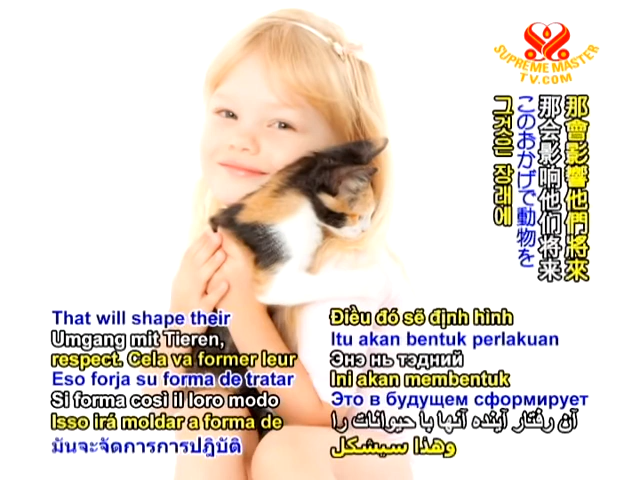 SUPREME MASTER
TV.COM
那會影響他們將來
那会影响他们将来
このおかげで動物を
그것은 장래에
That will shape their
Umgang mit Tieren,
respect. Cela va former leur
Eso forja su forma de tratar
Si forma così il loro modo
Isso irá moldar a forma de
มันจะจัดการการปฎิบัติ
Điều đó sẽ định hình
Itu akan bentuk perlakuan
Энэ нь тэдний
Ini akan membentuk
Это в будущем сформирует
آن رفتار آینده آنها با حیوانات را
وهذا سيشكل